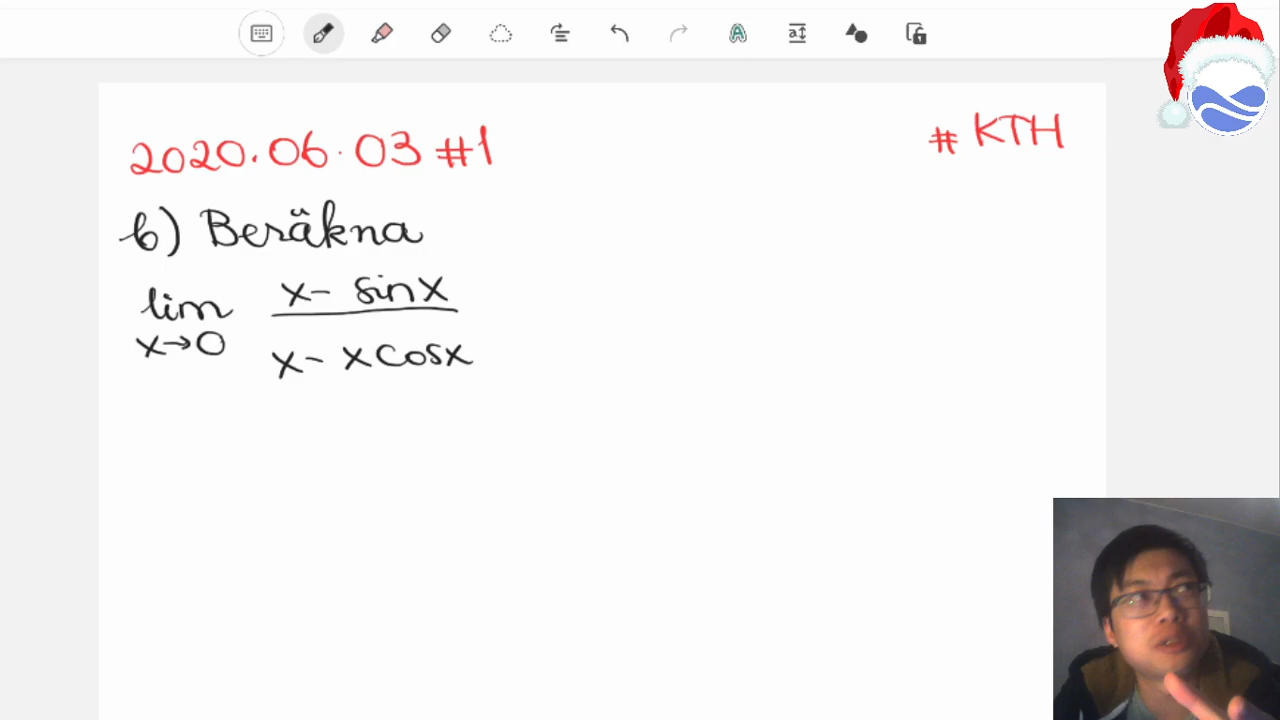 2020.06.03 #1
# KTH
b) Beräkna
lim x→0 (x - sinx)/(x - xcosx)